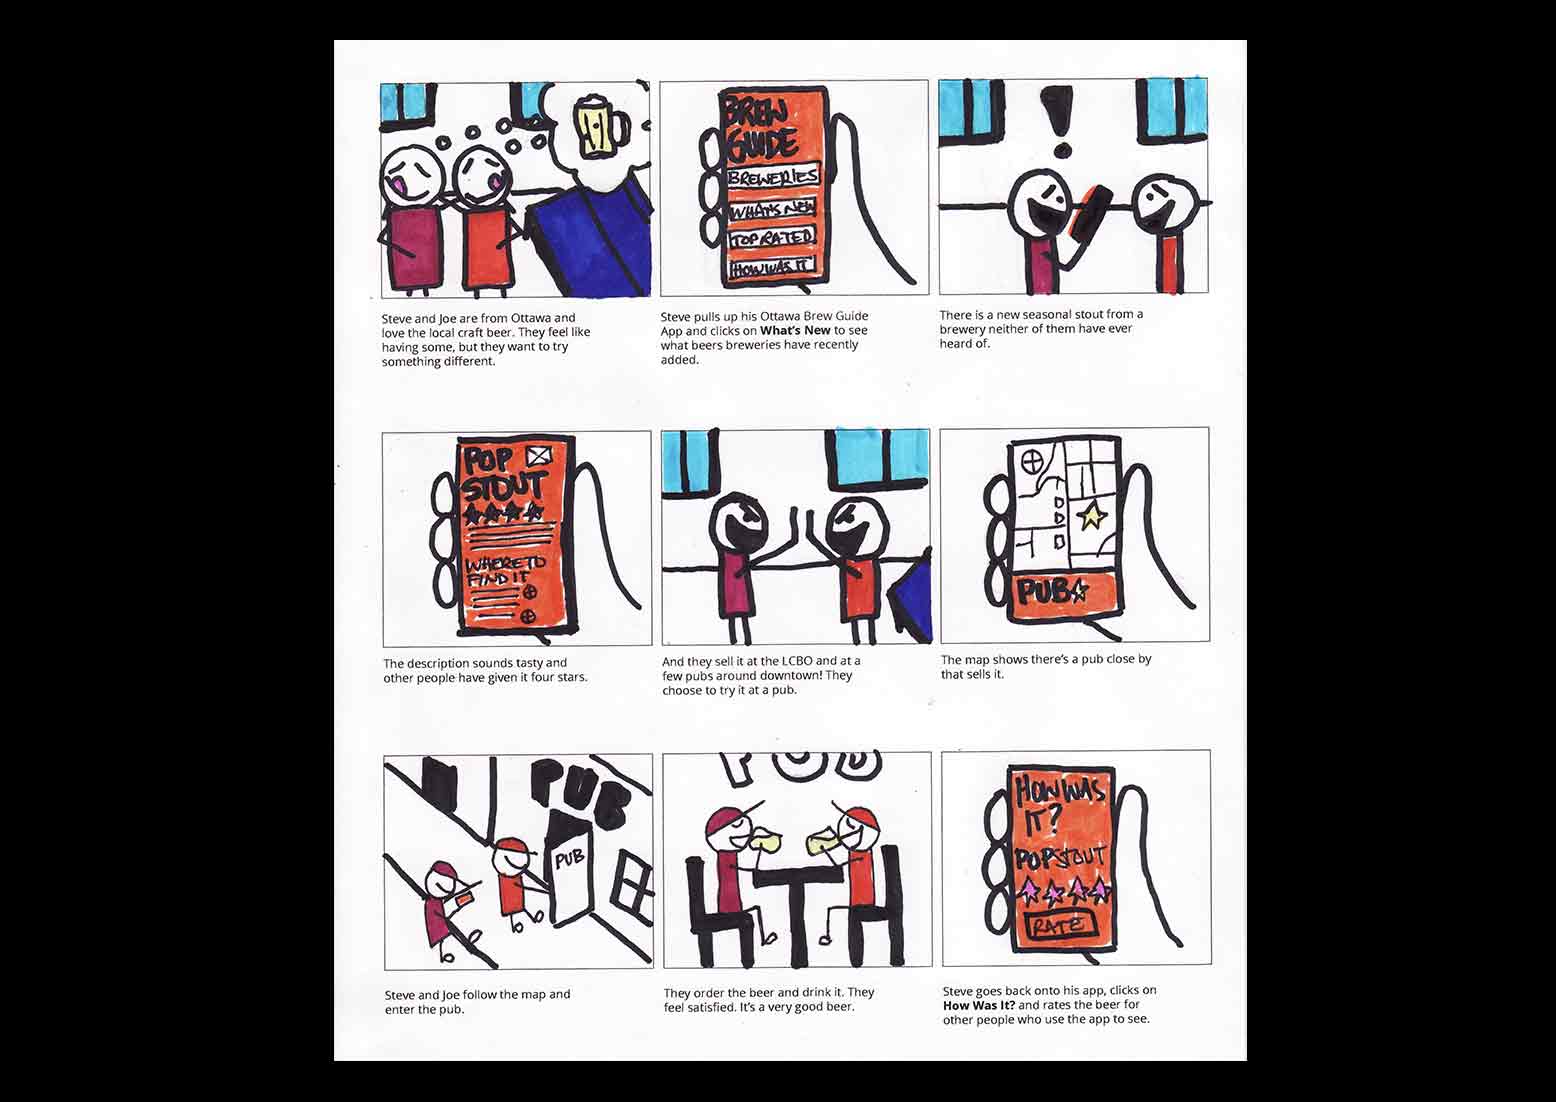 BREW
GUIDE
BREWERIES
WHAT'S NEW
TOP RATED
HOW WAS IT
!
Steve and Joe are from Ottawa and
love the local craft beer. They feel like
having some, but they want to try
something different.
Steve pulls up his Ottawa Brew Guide
App and clicks on What's New to see
what beers breweries have recently
added.
There is a new seasonal stout from a
brewery neither of them have ever
heard of.
POP
STOUT
WHERE TO
FIND IT
PUB
The description sounds tasty and
other people have given it four stars.
And they sell it at the LCBO and at a
few pubs around downtown! They
choose to try it at a pub.
The map shows there's a pub close by
that sells it.
PUB
PUB
PUB
HOW WAS
IT?
POP STOUT
RATE
Steve and Joe follow the map and
enter the pub.
They order the beer and drink it. They
feel satisfied. It's a very good beer.
Steve goes back onto his app, clicks on
How Was It? and rates the beer for
other people who use the app to see.